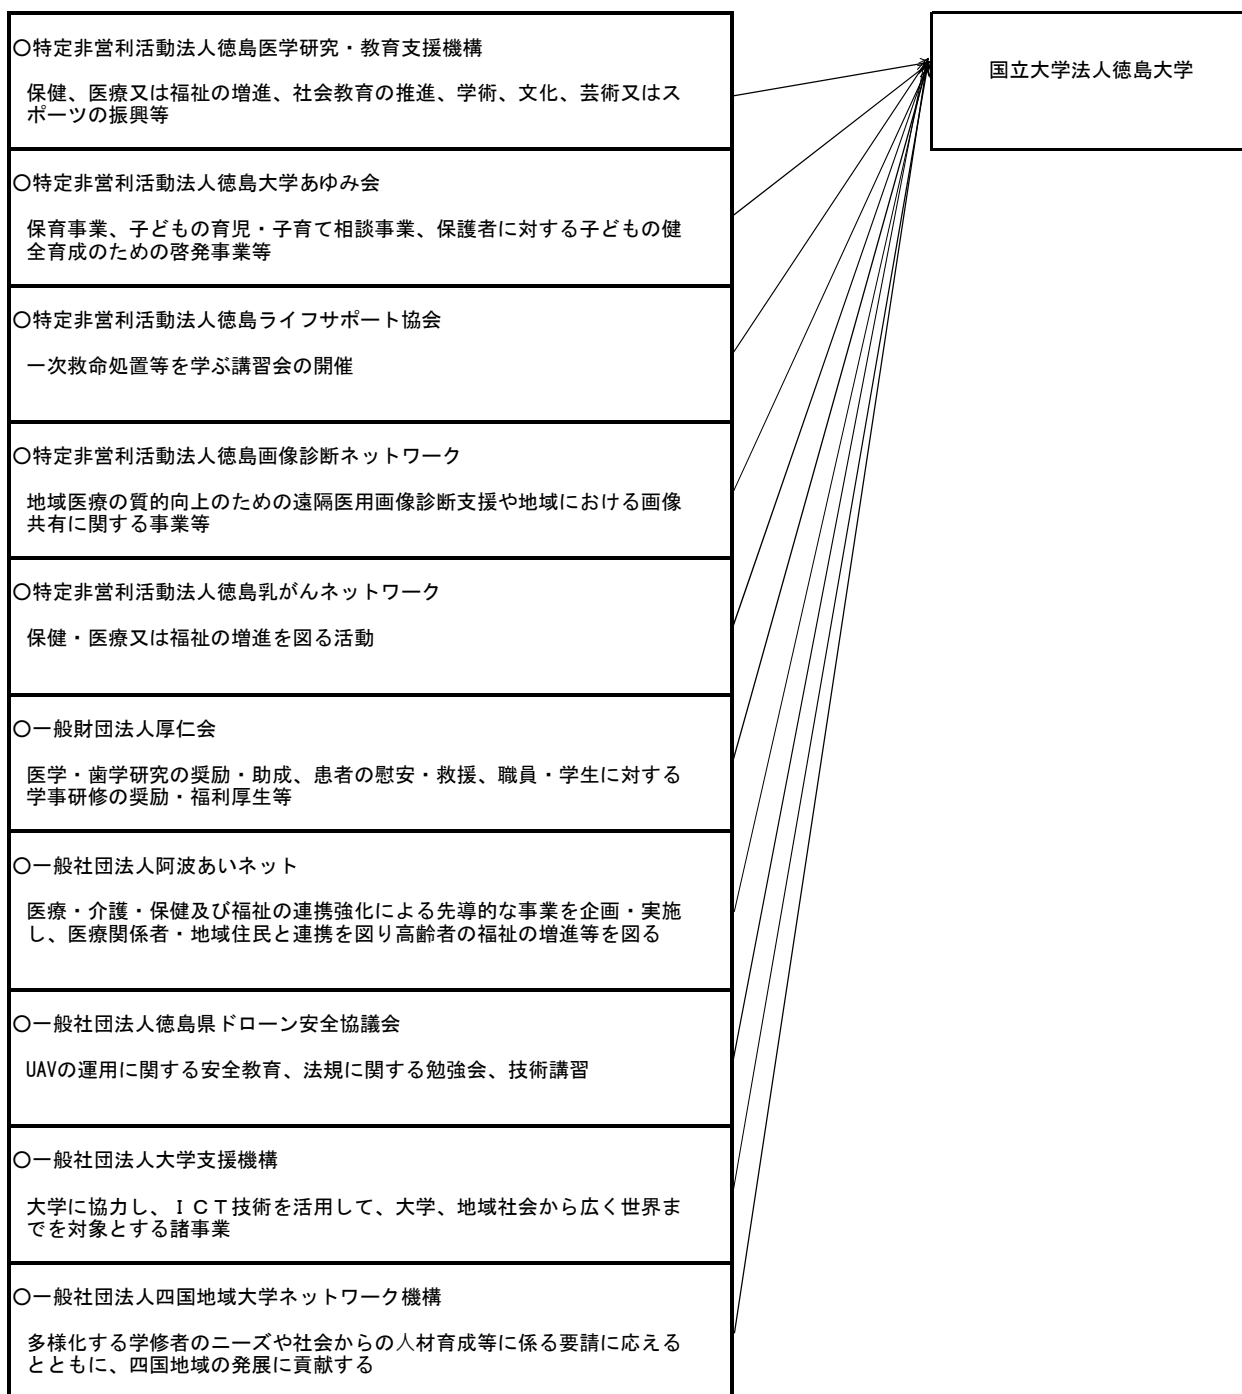 〇特定非営利活動法人徳島医学研究・教育支援機構
保健、医療又は福祉の増進、社会教育の推進、学術、文化、芸術又はス
ポーツの振興等
国立大学法人徳島大学
〇特定非営利活動法人徳島大学あゆみ会
保育事業、子どもの育児・子育て相談事業、保護者に対する子どもの健
全育成のための啓発事業等
〇特定非営利活動法人徳島ライフサポート協会
一次救命処置等を学ぶ講習会の開催
〇特定非営利活動法人徳島画像診断ネットワーク
地域医療の質的向上のための遠隔医用画像診断支援や地域における画像
共有に関する事業等
〇特定非営利活動法人徳島乳がんネットワーク
保健・医療又は福祉の増進を図る活動
〇一般財団法人厚仁会
医学・歯学研究の奨励・助成、患者の慰安・救援、職員・学生に対する
学事研修の奨励・福利厚生等
〇一般社団法人阿波あいネット
医療・介護・保健及び福祉の連携強化による先導的な事業を企画・実施
し、医療関係者・地域住民と連携を図り高齢者の福祉の増進等を図る
〇一般社団法人徳島県ドローン安全協議会
UAVの運用に関する安全教育、法規に関する勉強会、技術講習
〇一般社団法人大学支援機構
大学に協力し、ＩＣＴ技術を活用して、大学、地域社会から広く世界ま
でを対象とする諸事業
〇一般社団法人四国地域大学ネットワーク機構
多様化する学修者のニーズや社会からの人材育成等に係る要請に応える
とともに、四国地域の発展に貢献する